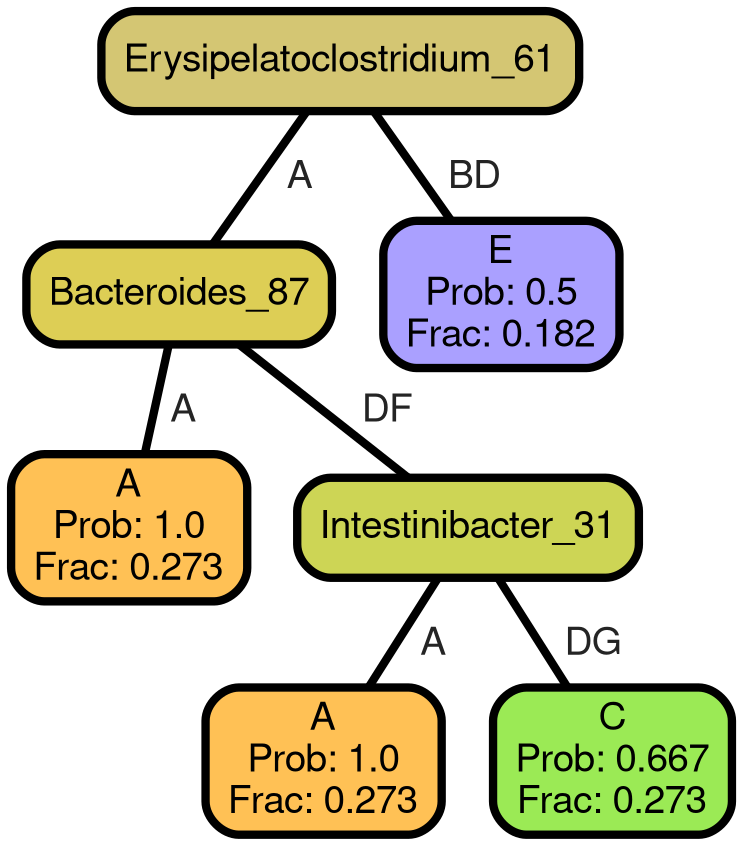 Erysipelatoclostridium_61
A
BD
Bacteroides_87
E
Prob: 0.5
Frac: 0.182
A
DF
A
Prob: 1.0
Frac: 0.273
Intestinibacter_31
A
DG
A
Prob: 1.0
Frac: 0.273
C
Prob: 0.667
Frac: 0.273